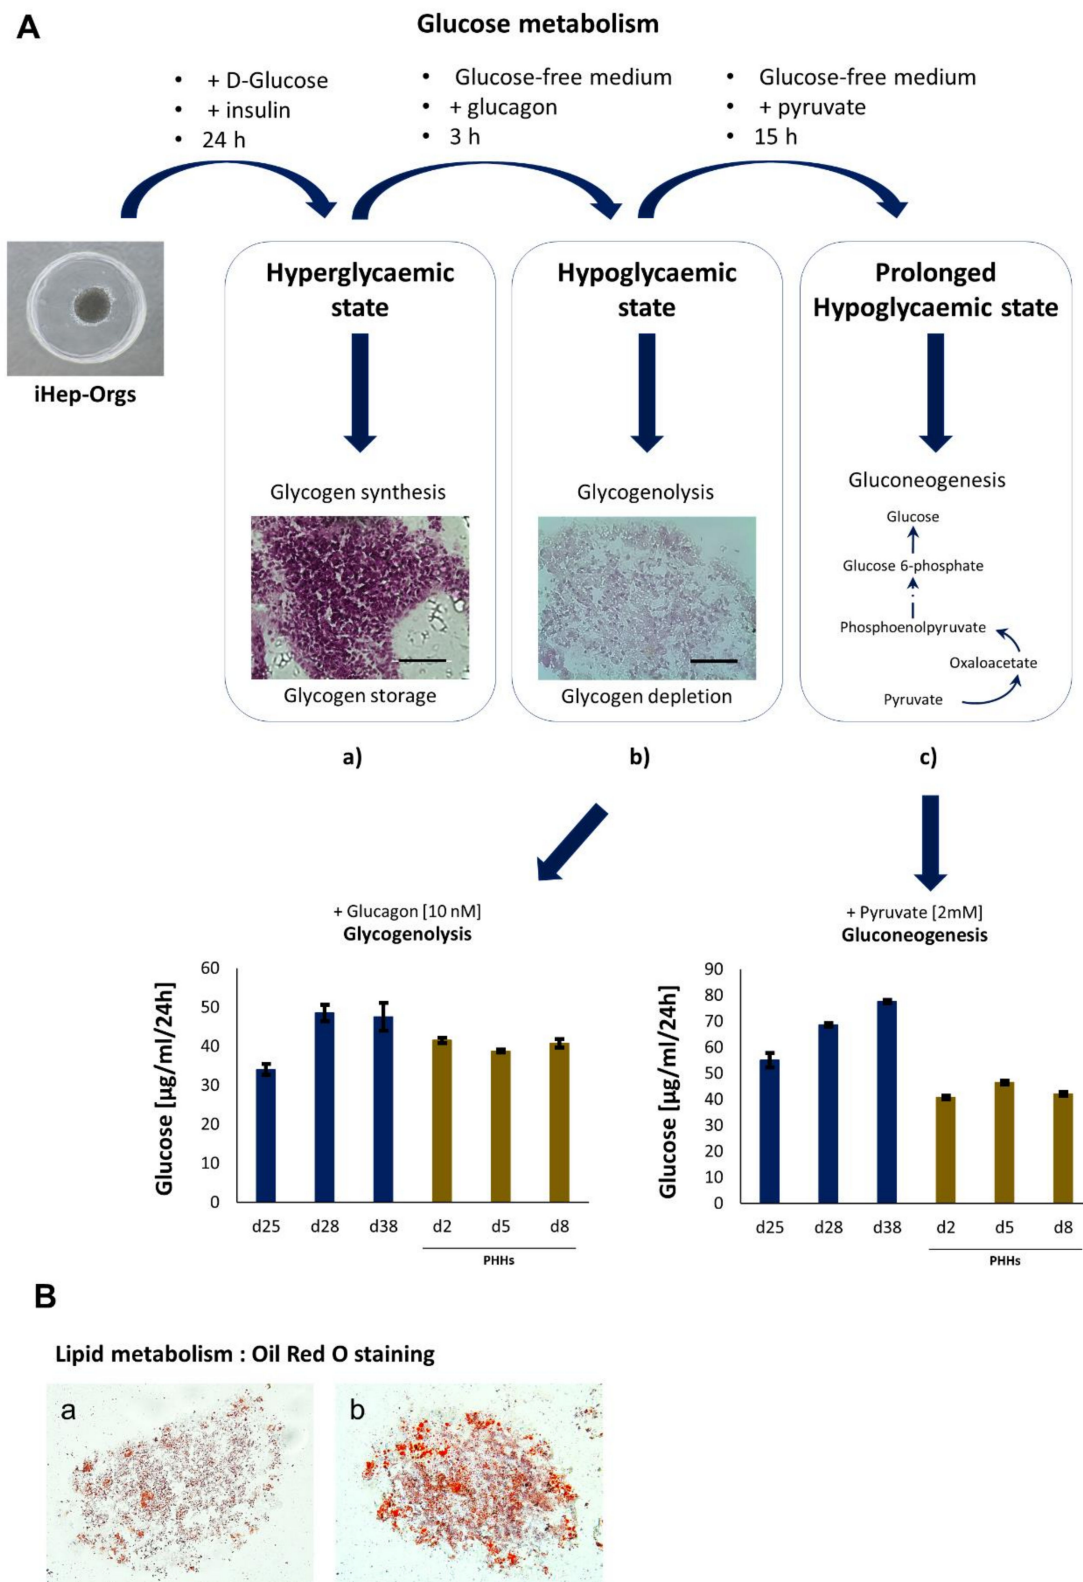 A
Glucose metabolism
• + D-Glucose
• + insulin
• 24 h
• Glucose-free medium
• + glucagon
• 3 h
• Glucose-free medium
• + pyruvate
• 15 h
iHep-Orgs
Hyperglycaemic
state
Glycogen synthesis
Glycogen storage
a)
Hypoglycaemic
state
Glycogenolysis
Glycogen depletion
b)
Prolonged
Hypoglycaemic state
Gluconeogenesis
Glucose
Glucose 6-phosphate
Phosphoenolpyruvate
Oxaloacetate
Pyruvate
c)
+ Glucagon [10 nM]
Glycogenolysis
Glucose [µg/ml/24h]
60
50
40
30
20
10
0
d25 d28 d38 d2 d5 d8
PHHs
+ Pyruvate [2mM]
Gluconeogenesis
Glucose [µg/ml/24h]
90
80
70
60
50
40
30
20
10
0
d25 d28 d38 d2 d5 d8
PHHs
B
Lipid metabolism : Oil Red O staining
a
b